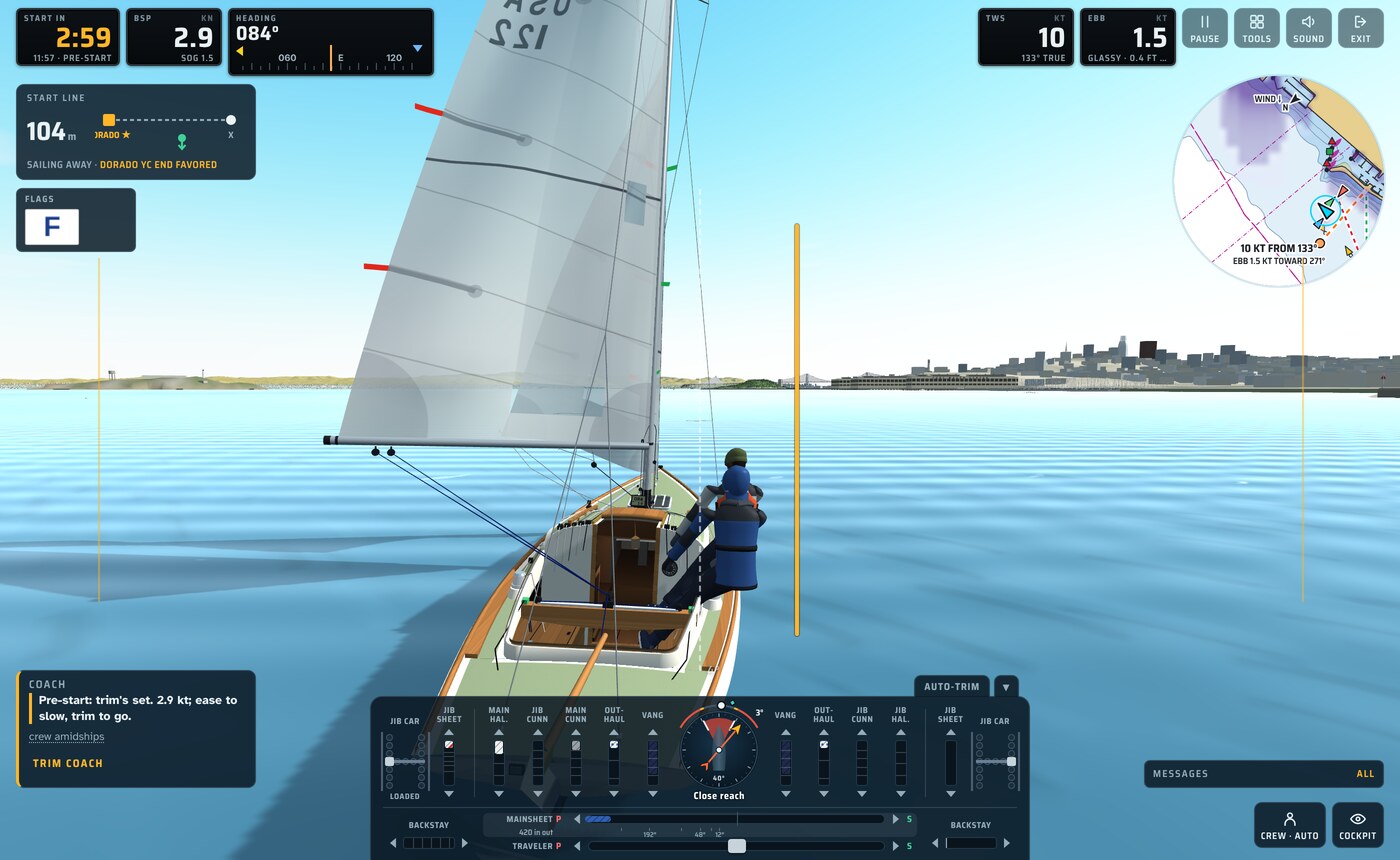 START IN
2:59
11:57 · PRE-START
BSP KN
2.9
SOG 1.5
HEADING
084°
060 E 120
TWS KT
10
133° TRUE
EBB KT
1.5
GLASSY · 0.4 FT ...
PAUSE
TOOLS
SOUND
EXIT
USA
122
START LINE
104 m
ORADO ★ X
SAILING AWAY · DORADO YC END FAVORED
FLAGS
F
WIND
N
10 KT FROM 133°
EBB 1.5 KT TOWARD 271°
COACH
Pre-start: trim's set. 2.9 kt; ease to
slow, trim to go.
crew amidships
TRIM COACH
AUTO-TRIM ▼
JIB CAR
LOADED
JIB SHEET
MAIN HAL.
JIB CUNN
MAIN CUNN
OUT-HAUL
VANG
3°
40°
Close reach
VANG
OUT-HAUL
JIB CUNN
JIB HAL.
JIB SHEET
JIB CAR
BACKSTAY
MAINSHEET P S
420 in out
192° 48° 12°
TRAVELER P S
BACKSTAY
MESSAGES ALL
CREW · AUTO
COCKPIT